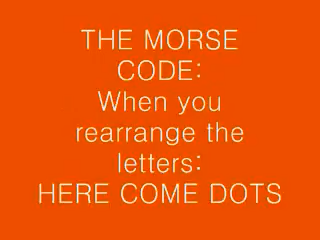 THE MORSE
CODE:
When you
rearrange the
letters:
HERE COME DOTS